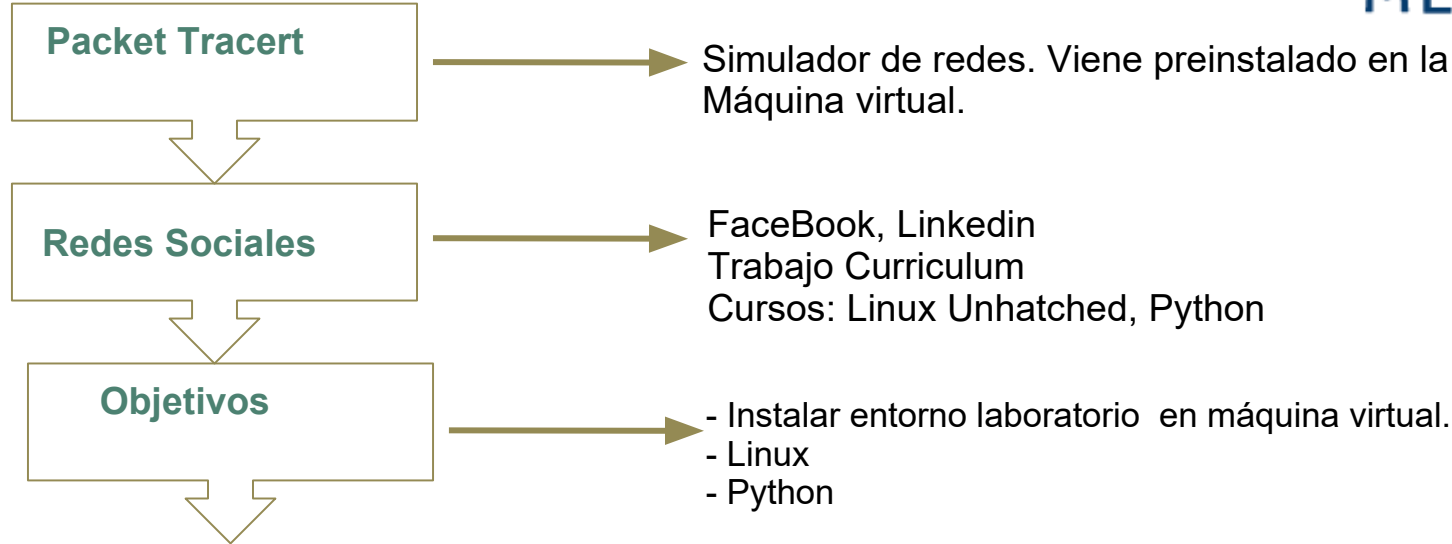 Packet Tracert
Simulador de redes. Viene preinstalado en la
Máquina virtual.
Redes Sociales
FaceBook, Linkedin
Trabajo Curriculum
Cursos: Linux Unhatched, Python
Objetivos
- Instalar entorno laboratorio en máquina virtual.
- Linux
- Python